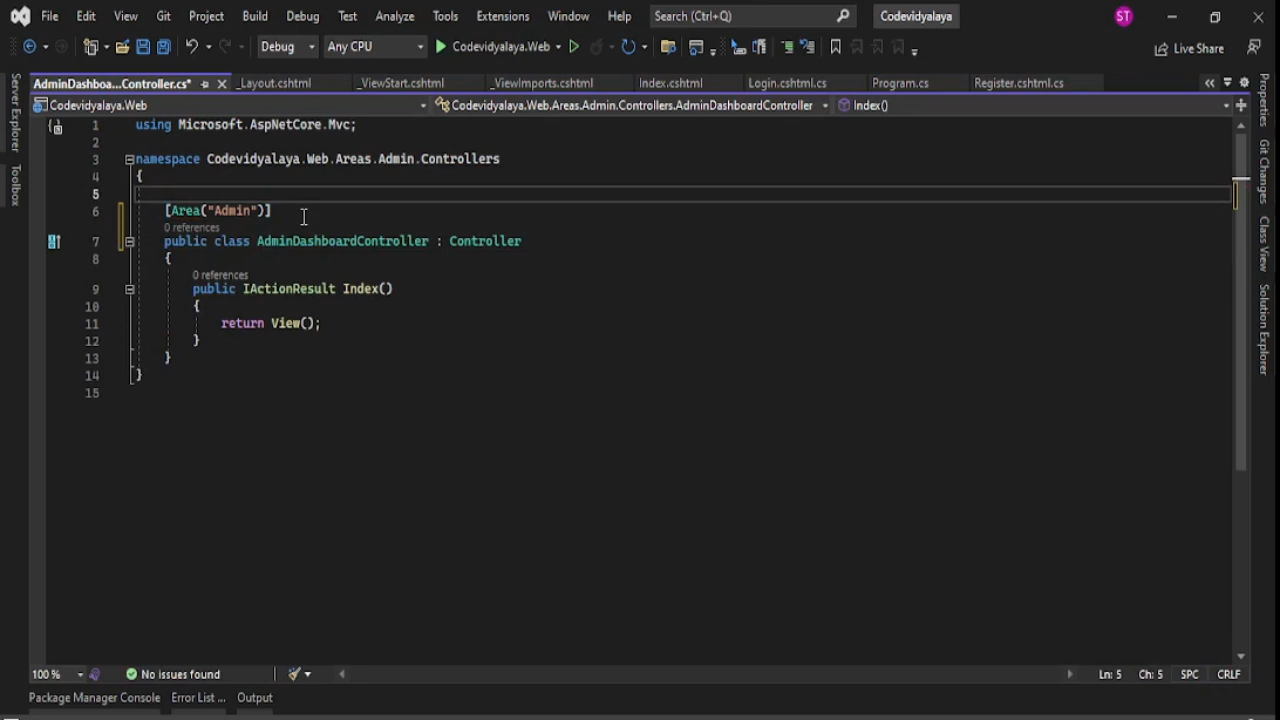 File Edit View Git Project Build Debug Test Analyze Tools Extensions Window Help Search (Ctrl+Q) Codevidyalaya ST
Debug Any CPU Codevidyalaya.Web Live Share
AdminDashboa...Controller.cs* _Layout.cshtml _ViewStart.cshtml _ViewImports.cshtml Index.cshtml Login.cshtml.cs Program.cs Register.cshtml.cs
Codevidyalaya.Web Codevidyalaya.Web.Areas.Admin.Controllers.AdminDashboardController Index()
Server Explorer
Toolbox
1 using Microsoft.AspNetCore.Mvc;
2
3 namespace Codevidyalaya.Web.Areas.Admin.Controllers
4 {
5
6 [Area("Admin")]
0 references
7 public class AdminDashboardController : Controller
8 {
0 references
9 public IActionResult Index()
10 {
11 return View();
12 }
13 }
14 }
15
Properties
Git Changes
Class View
Solution Explorer
100 % No issues found Ln: 5 Ch: 5 SPC CRLF
Package Manager Console Error List ... Output